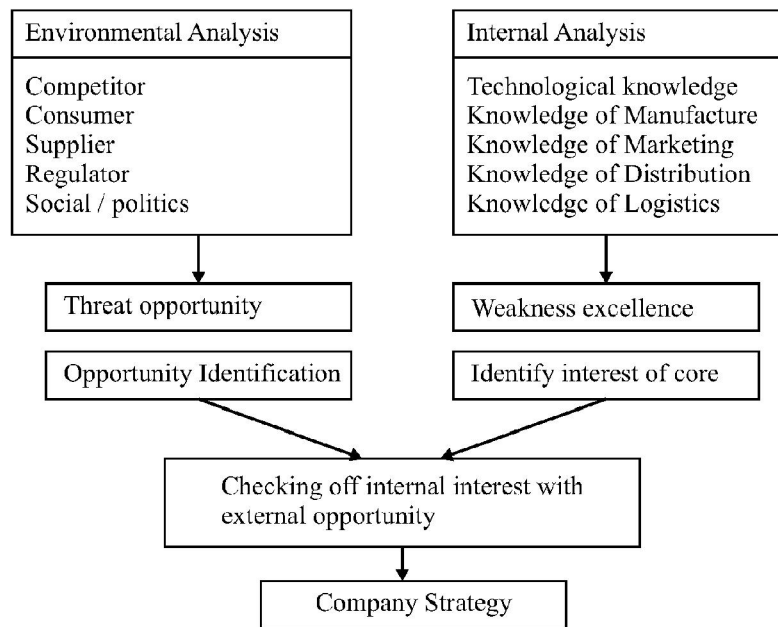 Environmental Analysis
Competitor
Consumer
Supplier
Regulator
Social / politics
Internal Analysis
Technological knowledge
Knowledge of Manufacture
Knowledge of Marketing
Knowledge of Distribution
Knowledge of Logistics
Threat opportunity
Weakness excellence
Opportunity Identification
Identify interest of core
Checking off internal interest with
external opportunity
Company Strategy